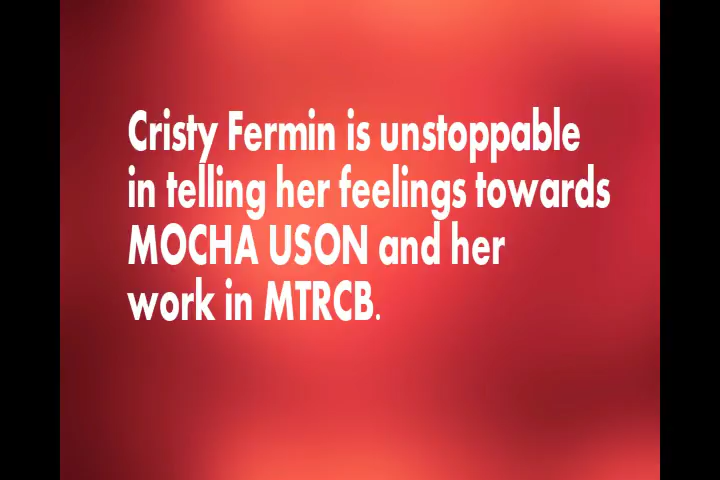 Cristy Fermin is unstoppable
in telling her feelings towards
MOCHA USON and her
work in MTRCB.